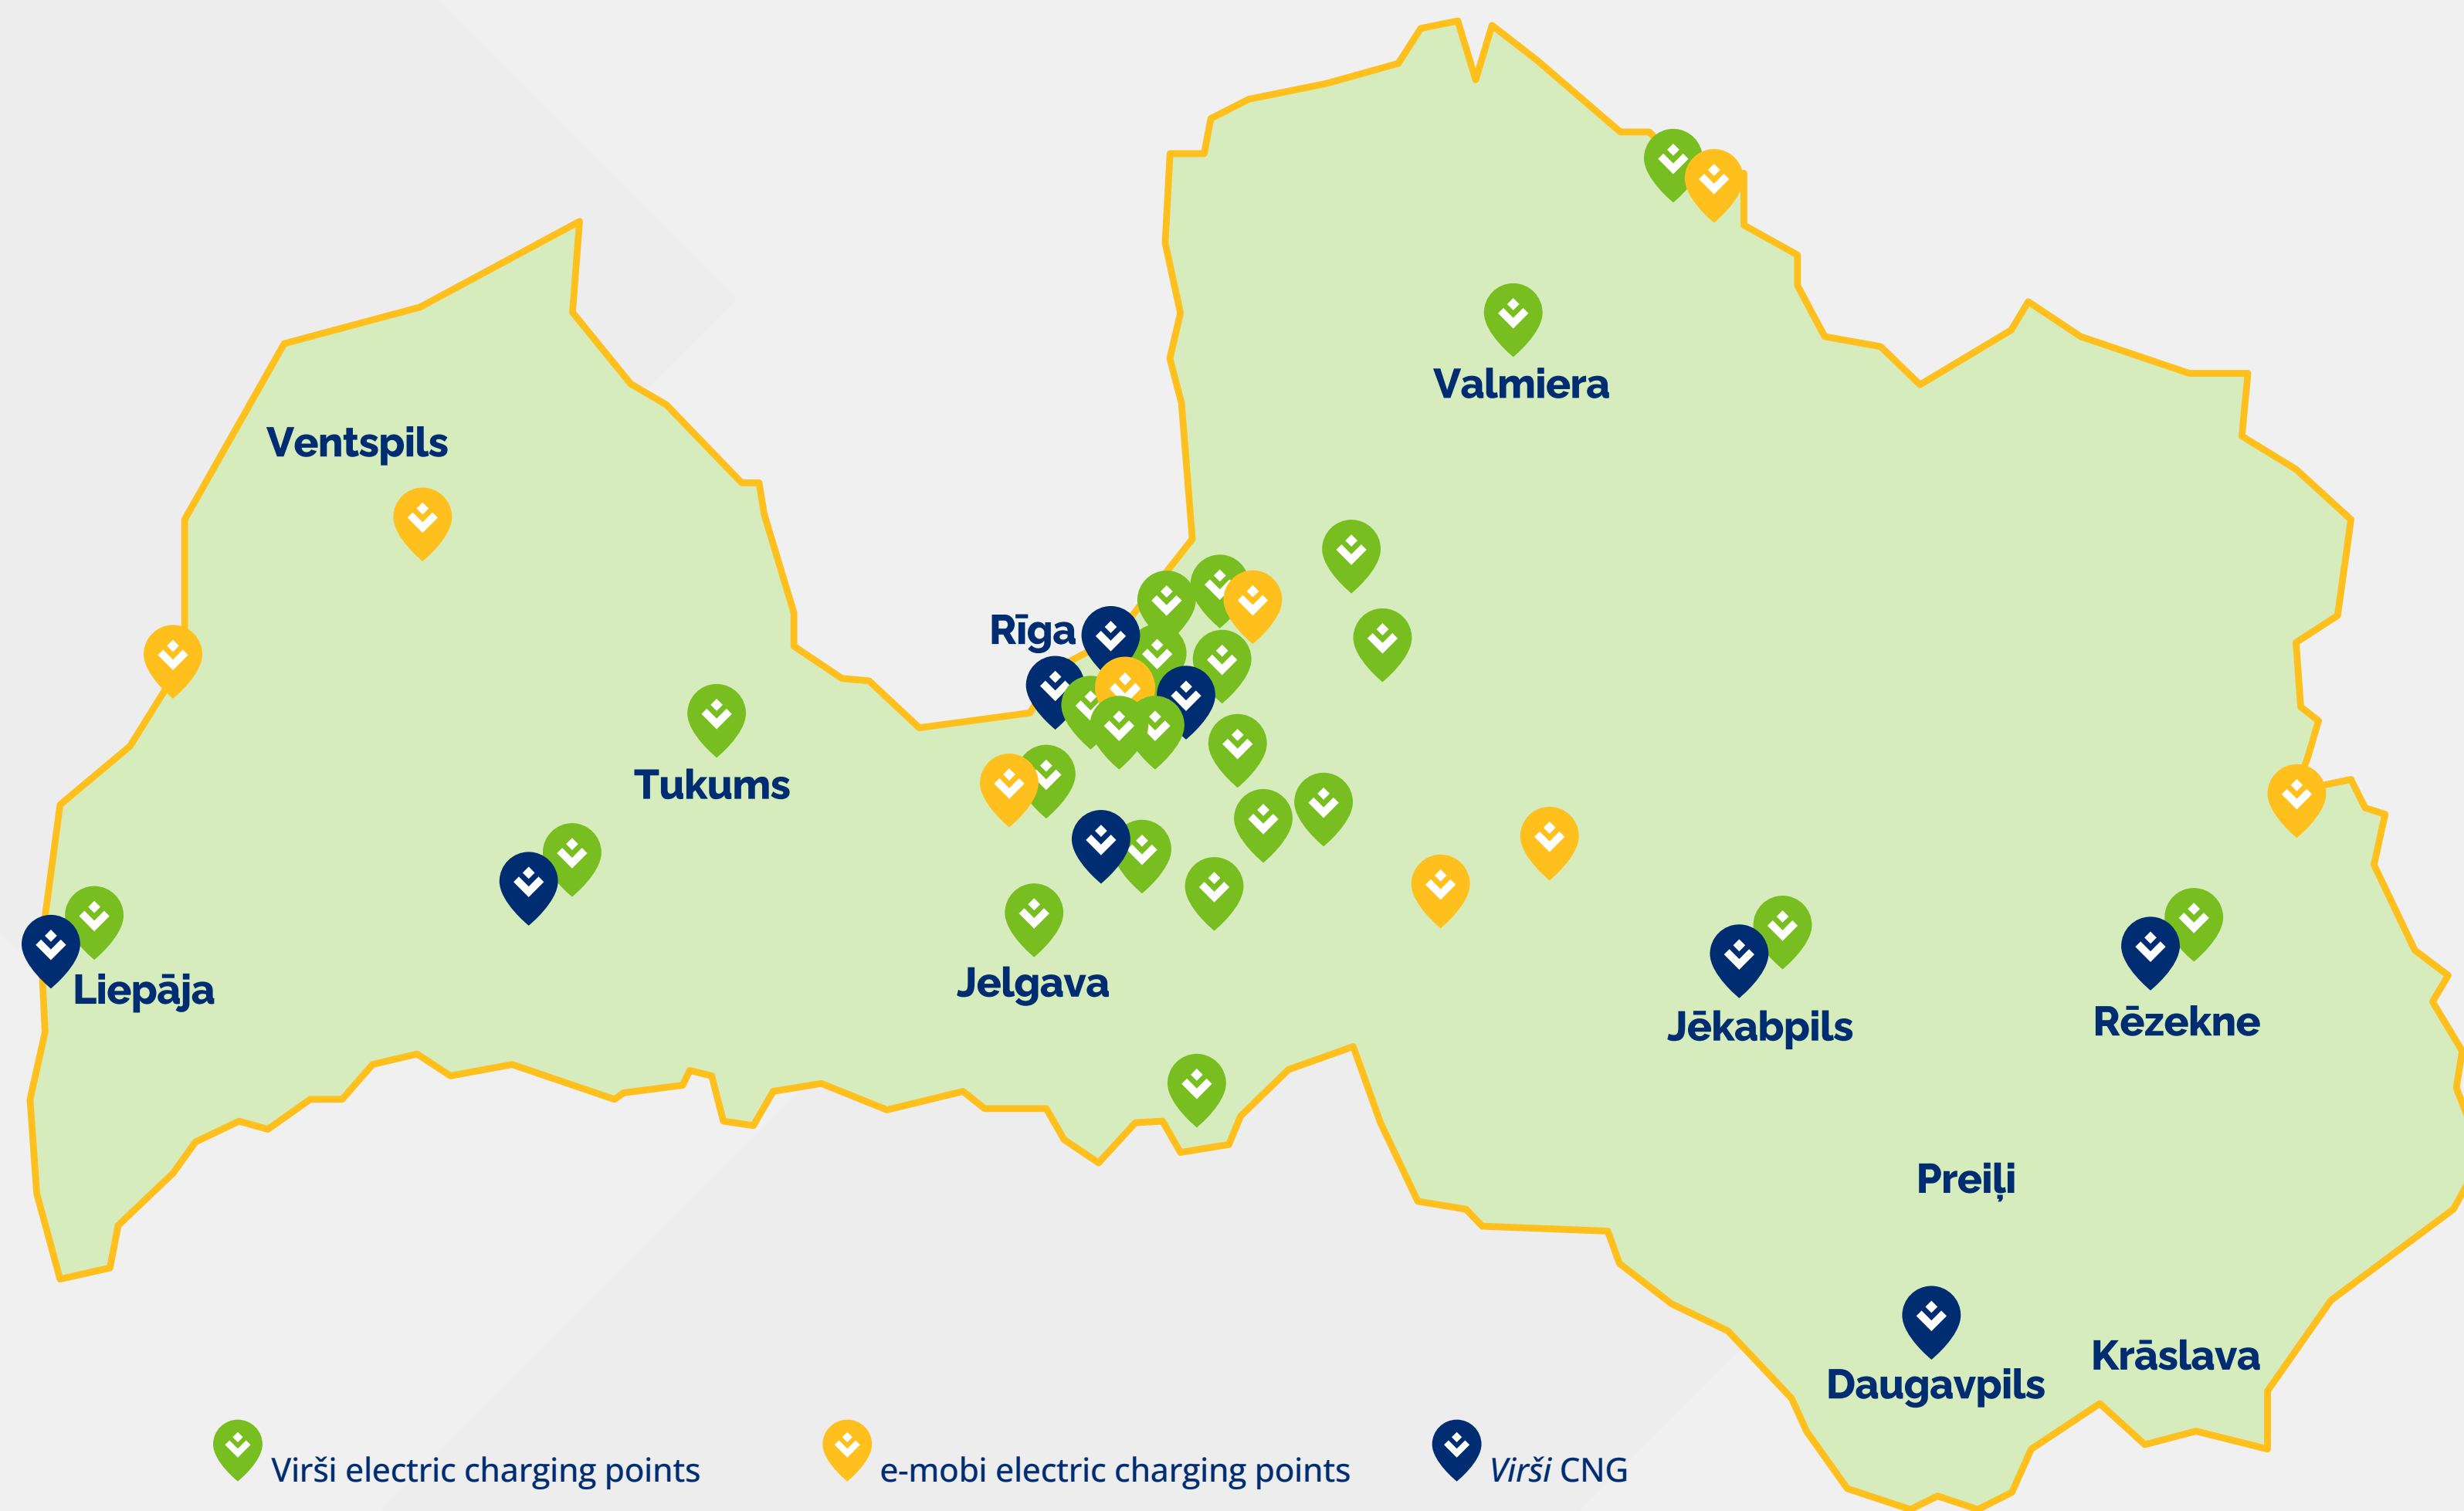 Valmiera
Ventspils
Rīga
Tukums
Liepāja
Jelgava
Jēkabpils
Rēzekne
Preiļi
Krāslava
Daugavpils
Virši electric charging points
e-mobi electric charging points
Virši CNG